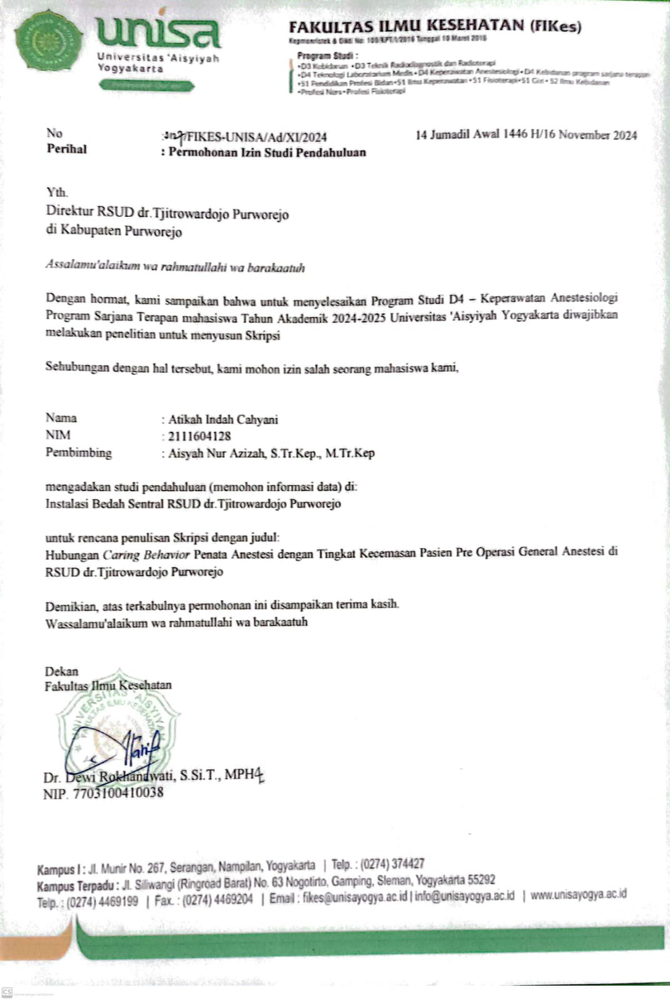 unisa
Universitas 'Aisyiyah
Yogyakarta
FAKULTAS ILMU KESEHATAN (FIKes)
Kepmenristek & Dikti No: 109/KPT/I/2016 Tanggal 10 Maret 2016
Program Studi :
•D3 Kebidanan •D3 Teknik Radiodiagnostik dan Radioterapi
•D4 Teknologi Laboratorium Medis•D4 Keperawatan Anestesiologi•D4 Kebidanan program sarjana terapan
•S1 Pendidikan Profesi Bidan•S1 Ilmu Keperawatan •S1 Fisioterapi•S1 Gizi• S2 Ilmu Kebidanan
•Profesi Ners•Profesi Fisioterapi
No : /FIKES-UNISA/Ad/XI/2024 14 Jumadil Awal 1446 H/16 November 2024
Perihal : Permohonan Izin Studi Pendahuluan
Yth.
Direktur RSUD dr.Tjitrowardojo Purworejo
di Kabupaten Purworejo
Assalamu'alaikum wa rahmatullahi wa barakaatuh
Dengan hormat, kami sampaikan bahwa untuk menyelesaikan Program Studi D4 – Keperawatan Anestesiologi
Program Sarjana Terapan mahasiswa Tahun Akademik 2024-2025 Universitas 'Aisyiyah Yogyakarta diwajibkan
melakukan penelitian untuk menyusun Skripsi
Sehubungan dengan hal tersebut, kami mohon izin salah seorang mahasiswa kami,
Nama : Atikah Indah Cahyani
NIM : 2111604128
Pembimbing : Aisyah Nur Azizah, S.Tr.Kep., M.Tr.Kep
mengadakan studi pendahuluan (memohon informasi data) di:
Instalasi Bedah Sentral RSUD dr.Tjitrowardojo Purworejo
untuk rencana penulisan Skripsi dengan judul:
Hubungan Caring Behavior Penata Anestesi dengan Tingkat Kecemasan Pasien Pre Operasi General Anestesi di
RSUD dr.Tjitrowardojo Purworejo
Demikian, atas terkabulnya permohonan ini disampaikan terima kasih.
Wassalamu'alaikum wa rahmatullahi wa barakaatuh
Dekan
Fakultas Ilmu Kesehatan
UNIVERSITAS 'AISYIYAH
FAKULTAS ILMU KESEHATAN
Dr. Dewi Rokhanawati, S.Si.T., MPH
NIP. 7703100410038
Kampus I : Jl. Munir No. 267, Serangan, Nampilan, Yogyakarta | Telp. : (0274) 374427
Kampus Terpadu : Jl. Siliwangi (Ringroad Barat) No. 63 Nogotirto, Gamping, Sleman, Yogyakarta 55292
Telp. : (0274) 4469199 | Fax. : (0274) 4469204 | Email : fikes@unisayogya.ac.id | info@unisayogya.ac.id | www.unisayogya.ac.id
CS